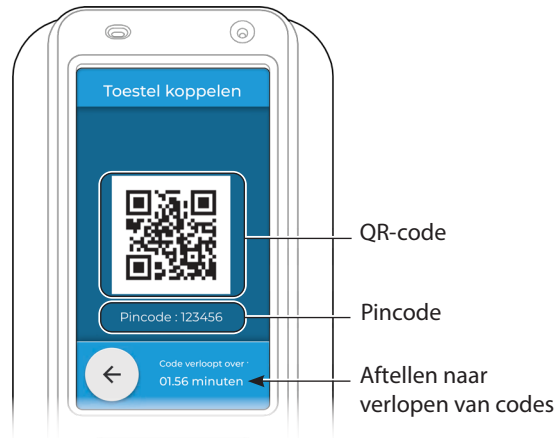 Toestel koppelen
QR-code
Pincode : 123456
Pincode
Code verloopt over
01.56 minuten
Aftellen naar
verlopen van codes